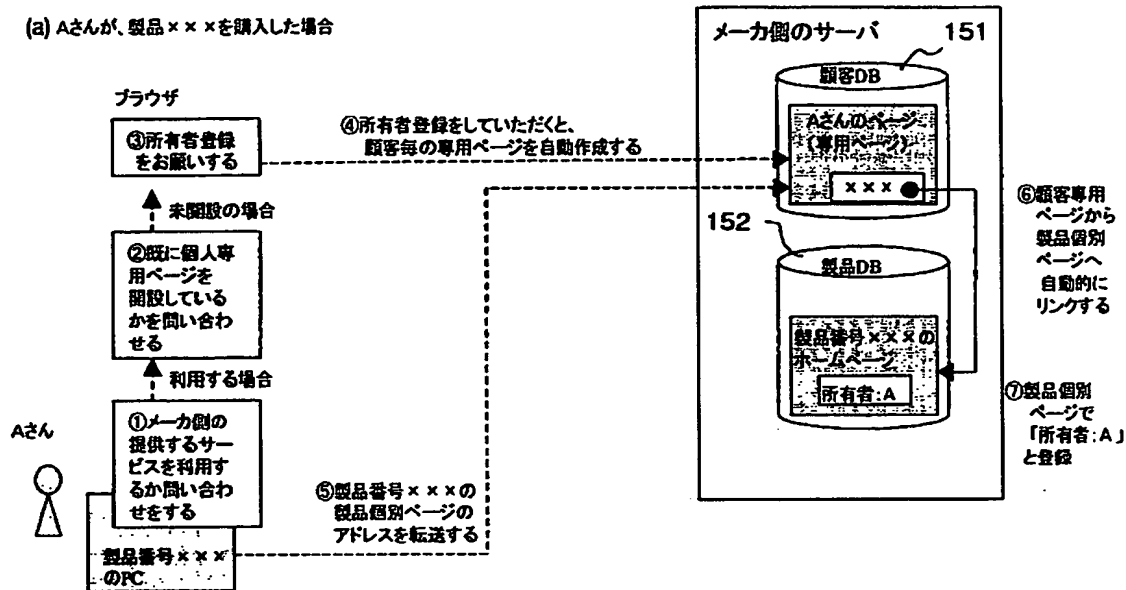 (a) Aさんが、製品×××を購入した場合
ブラウザ
③所有者登録
をお願いする
未開設の場合
②既に個人専
用ページを
開設している
かを問い合わ
せる
利用する場合
①メーカ側の
提供するサー
ビスを利用す
るか問い合わ
せをする
Aさん
製品番号×××
のPC
④所有者登録をしていただくと、
顧客毎の専用ページを自動作成する
⑤製品番号×××の
製品個別ページの
アドレスを転送する
メーカ側のサーバ
151
顧客DB
Aさんのページ
(専用ページ)
×××
152
製品DB
製品番号×××の
ホームページ
所有者:A
⑥顧客専用
ページから
製品個別
ページへ
自動的に
リンクする
⑦製品個別
ページで
「所有者:A」
と登録